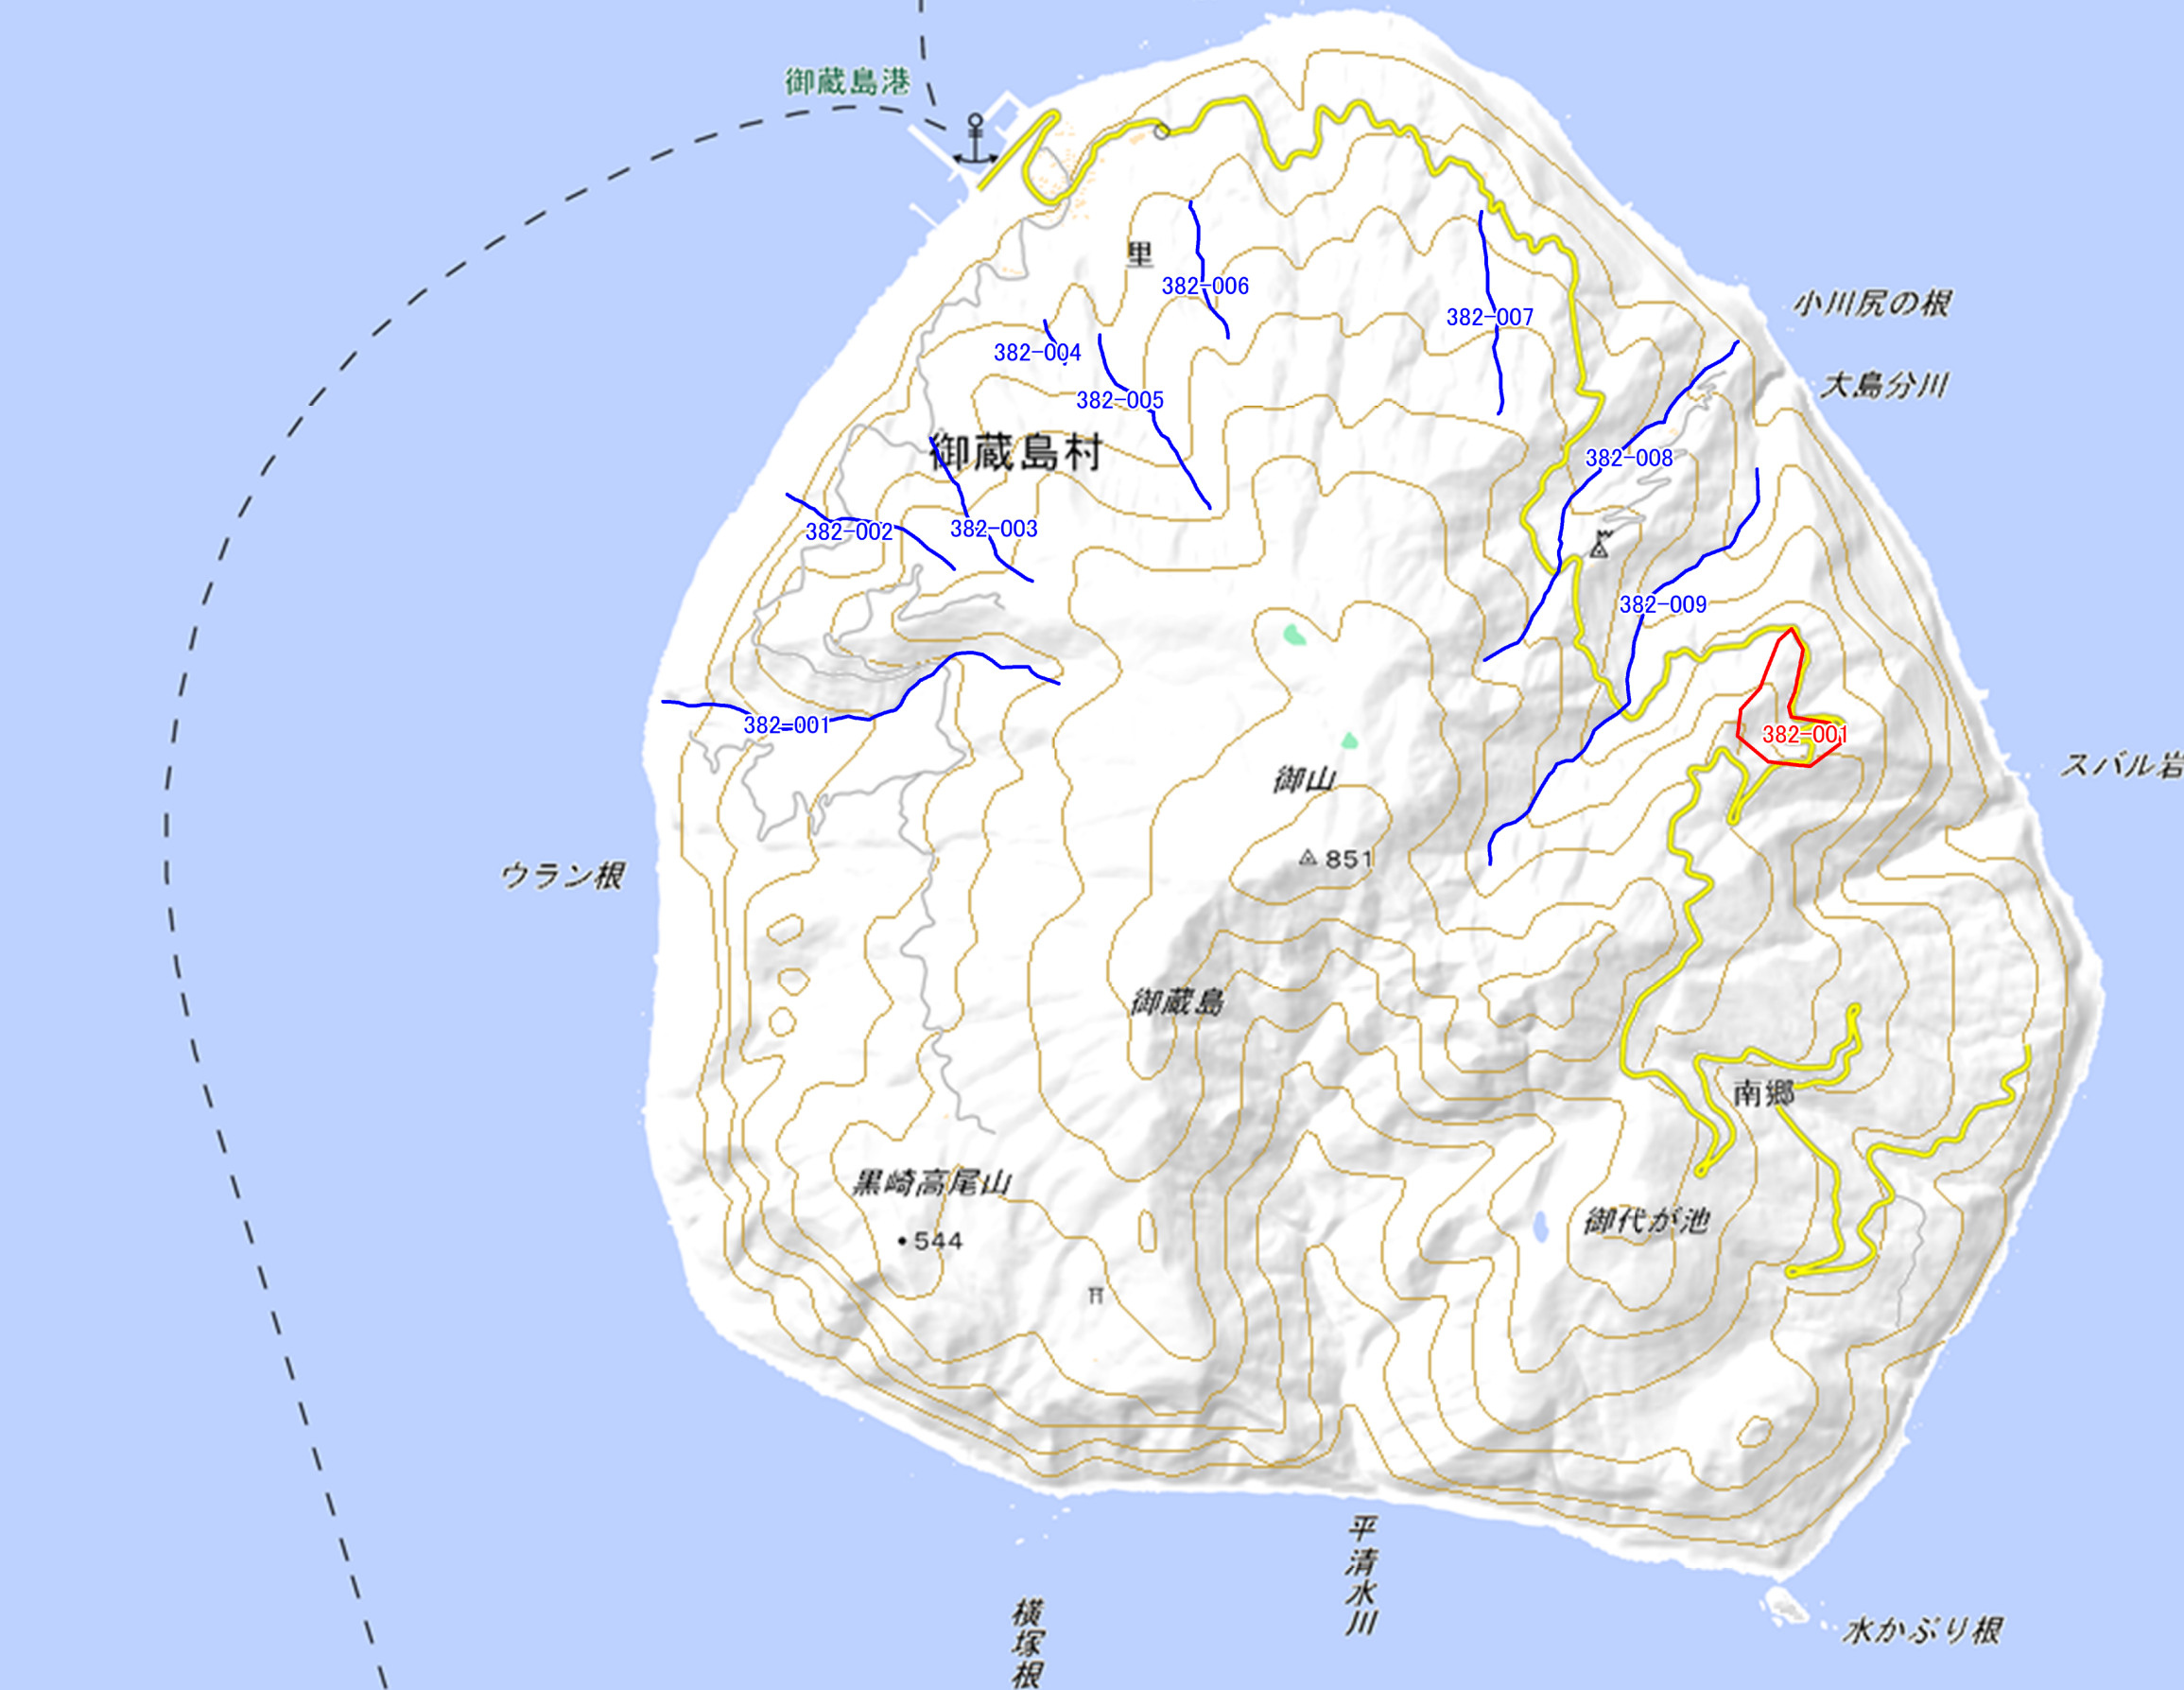 御蔵島港
里
382-006
小川尻の根
382-007
382-004
大島分川
382-005
御蔵島村
382-008
382-002
382-003
382-009
382-001
382-001
スバル岩
御山
851
ウラン根
御蔵島
南郷
黒崎高尾山
御代が池
544
平清水川
横塚根
水かぶり根